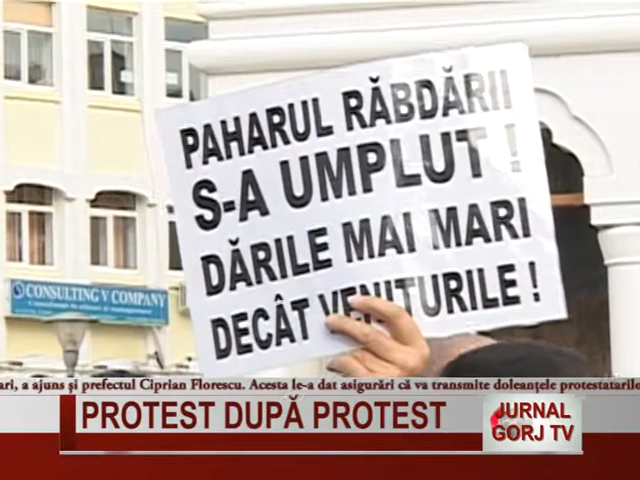 PAHARUL RĂBDĂRII
S-A UMPLUT !
DĂRILE MAI MARI
DECÂT VENITURILE !
CONSULTING V COMPANY
ari, a ajuns și prefectul Ciprian Florescu. Acesta le-a dat asigurări că va transmite doleanțele protestatarilo
PROTEST DUPĂ PROTEST
JURNAL
GORJ TV